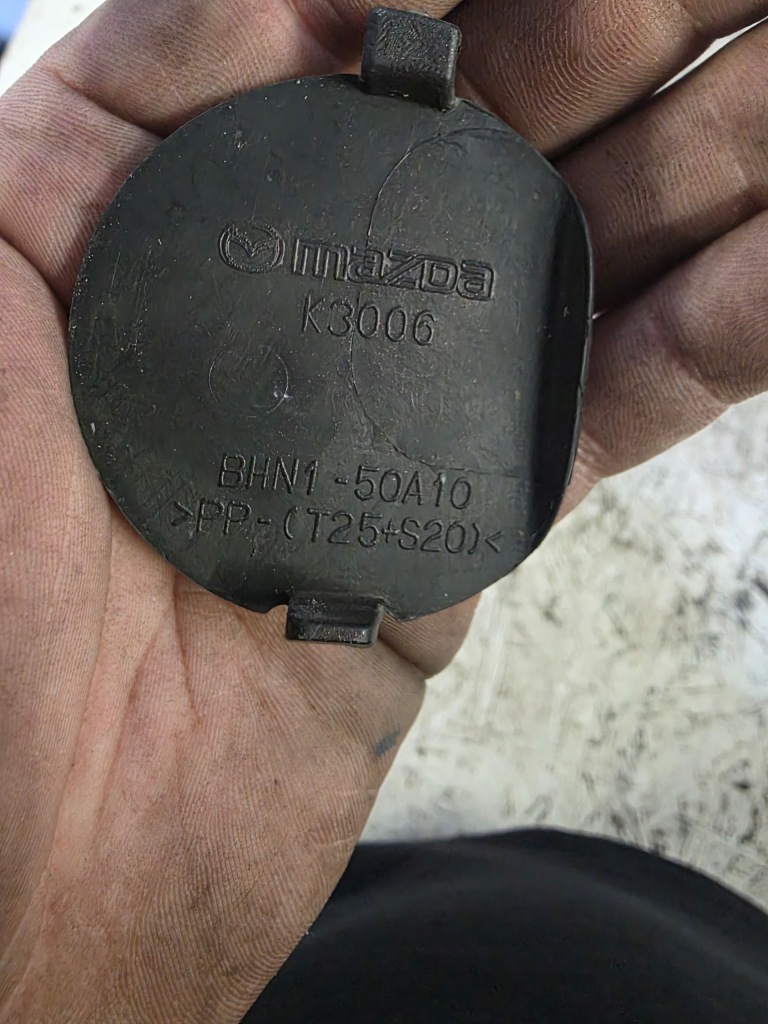 mazda
K3006
BHN1-50A10
>PP-(T25+S20)<